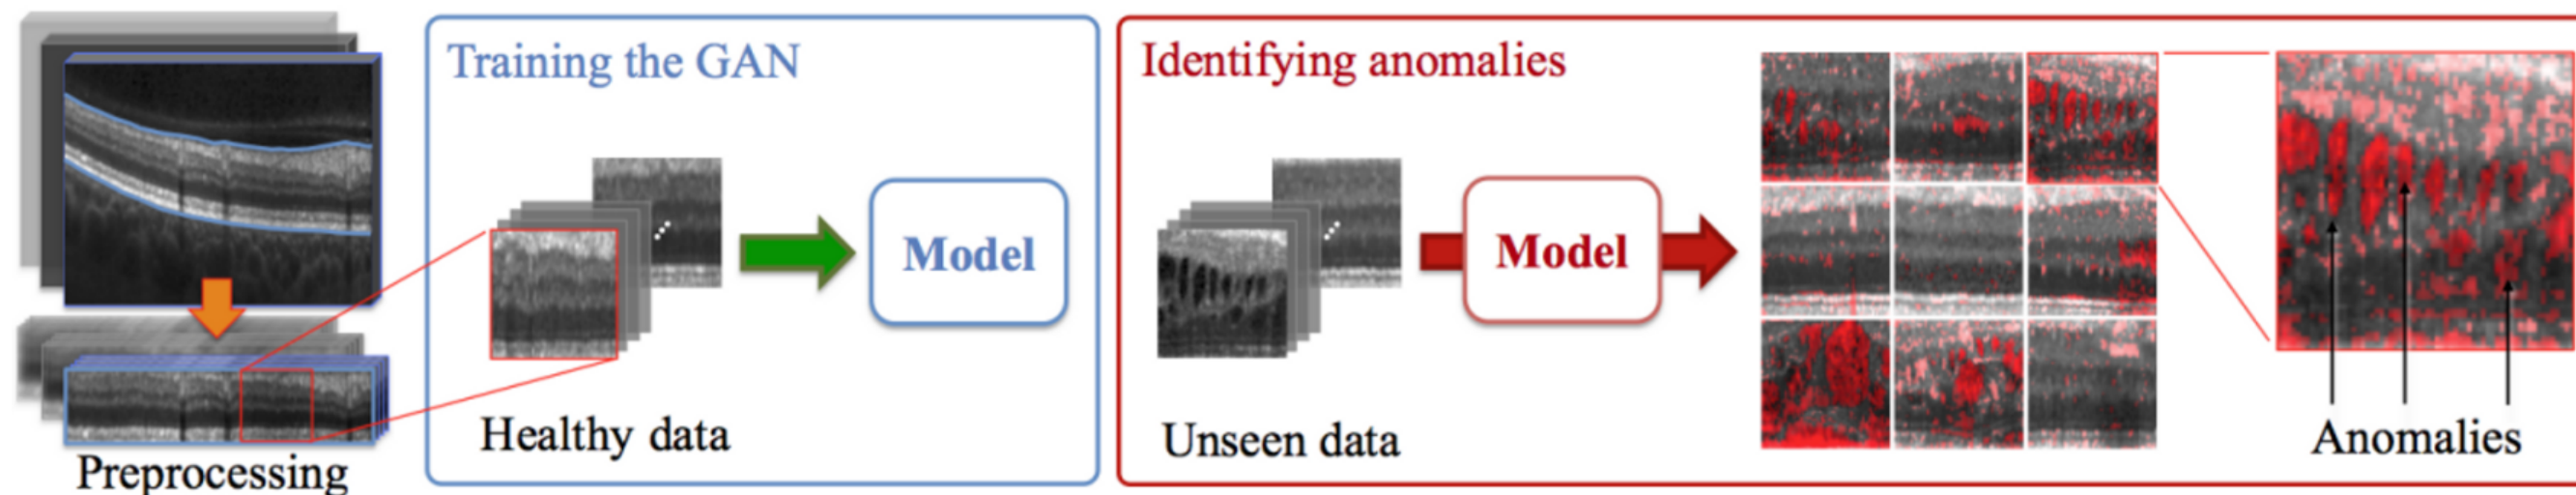 Preprocessing
Training the GAN
Healthy data
Model
Identifying anomalies
Unseen data
Model
Anomalies